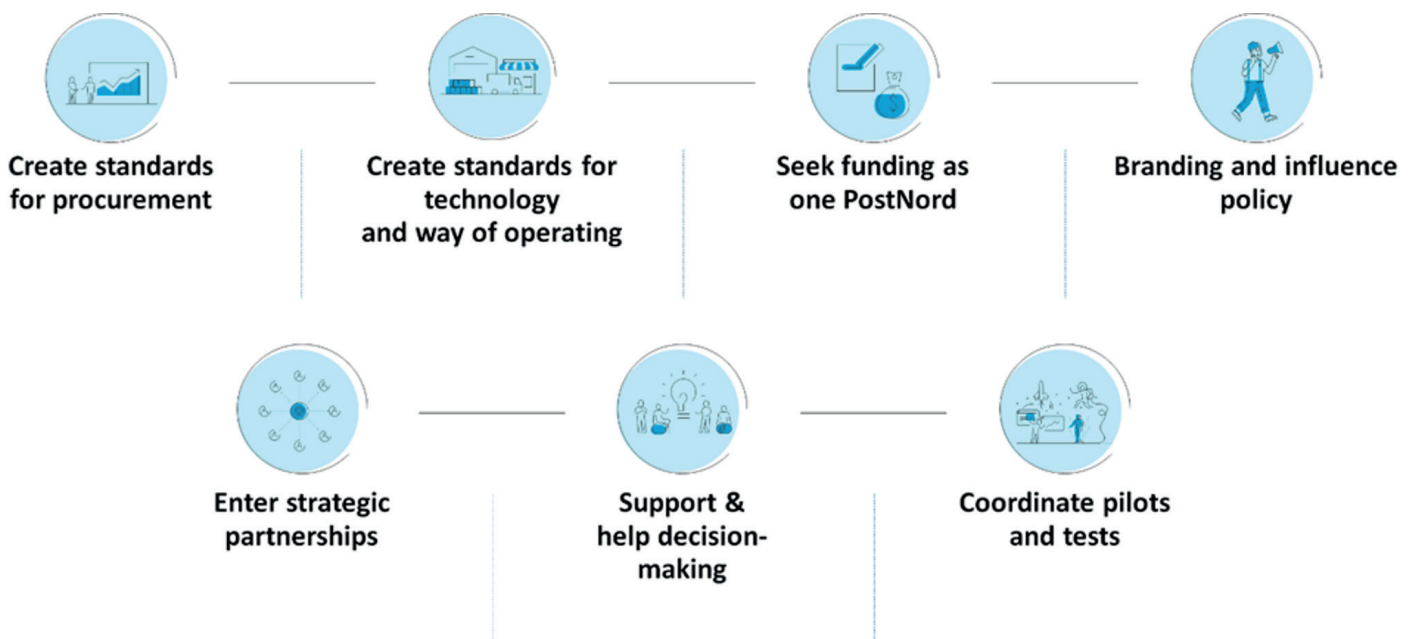 Create standards
for procurement
Create standards for
technology
and way of operating
Seek funding as
one PostNord
Branding and influence
policy
Enter strategic
partnerships
Support &
help decision-
making
Coordinate pilots
and tests